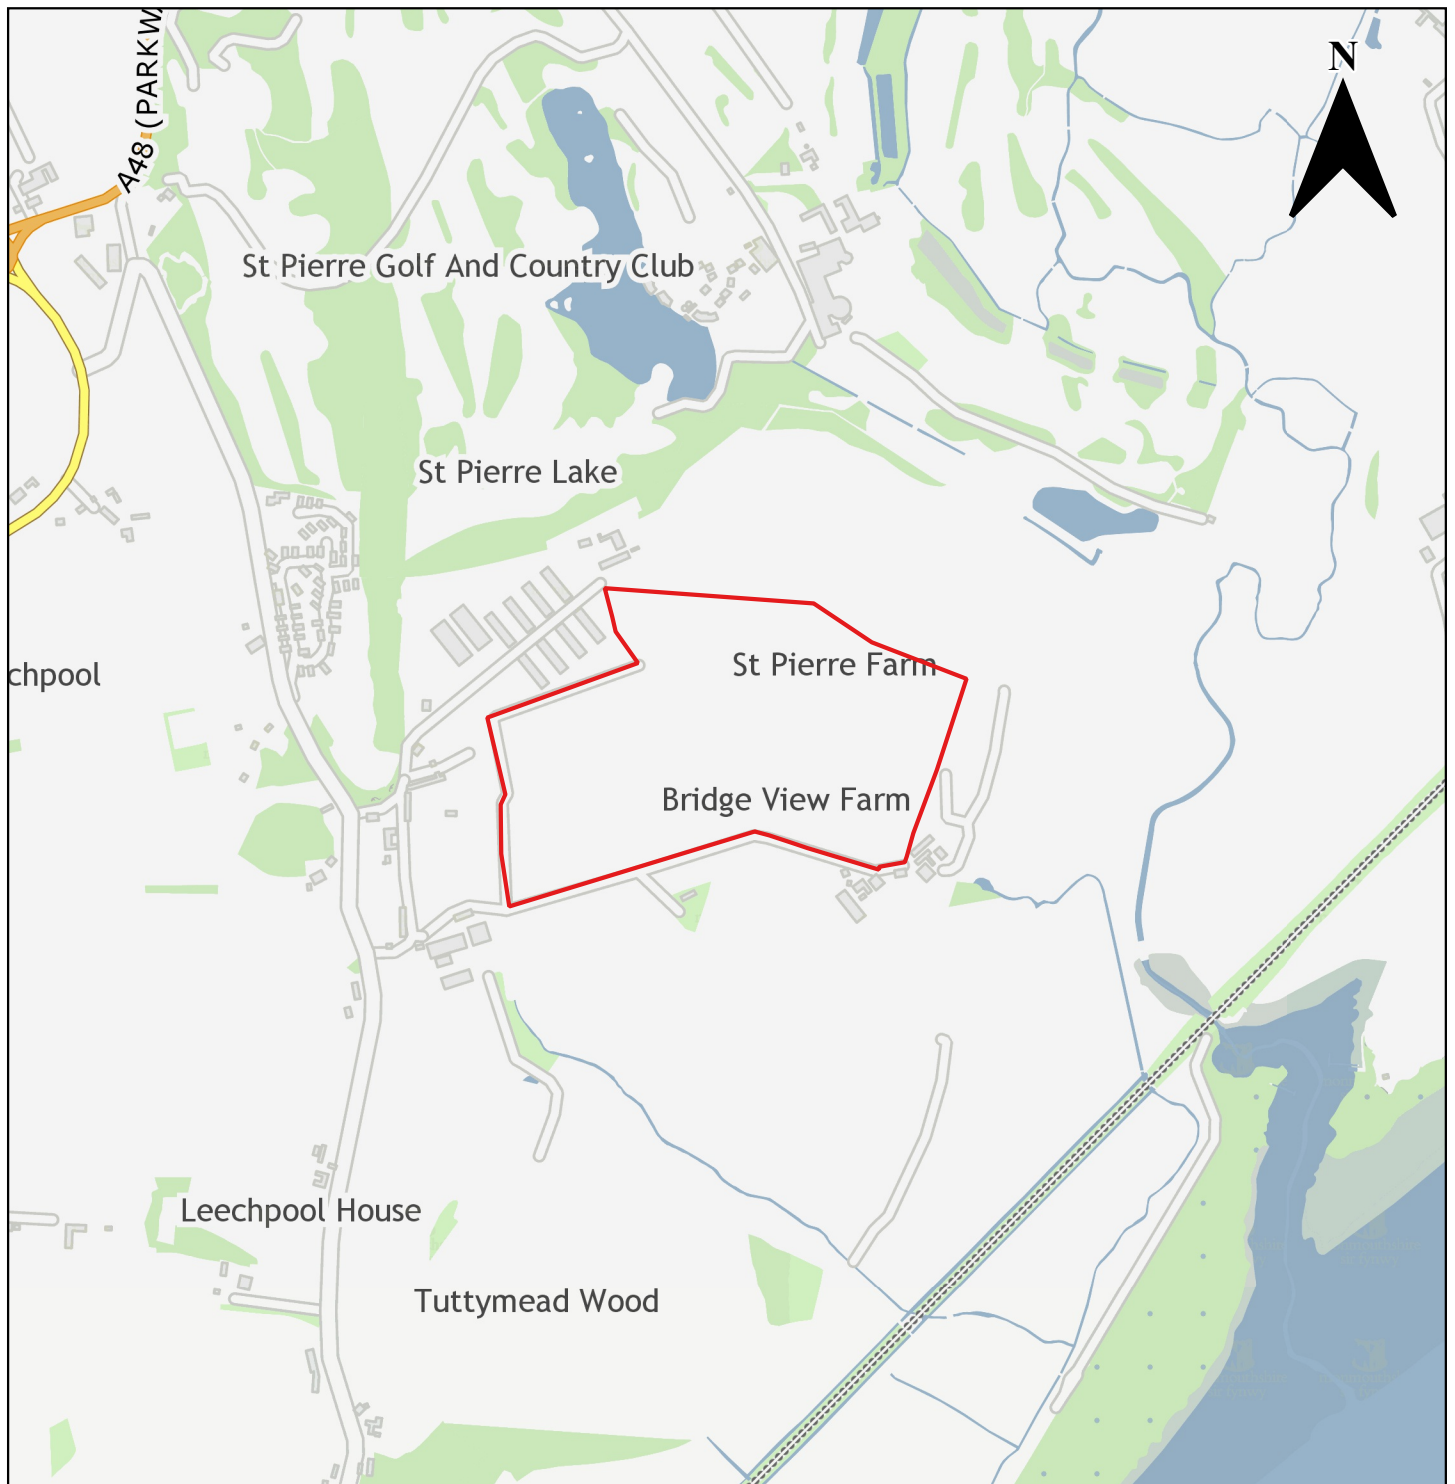 A48 (PARKW
N
St Pierre Golf And Country Club
St Pierre Lake
St Pierre Farm
chpool
Bridge View Farm
Leechpool House
Tuttymead Wood